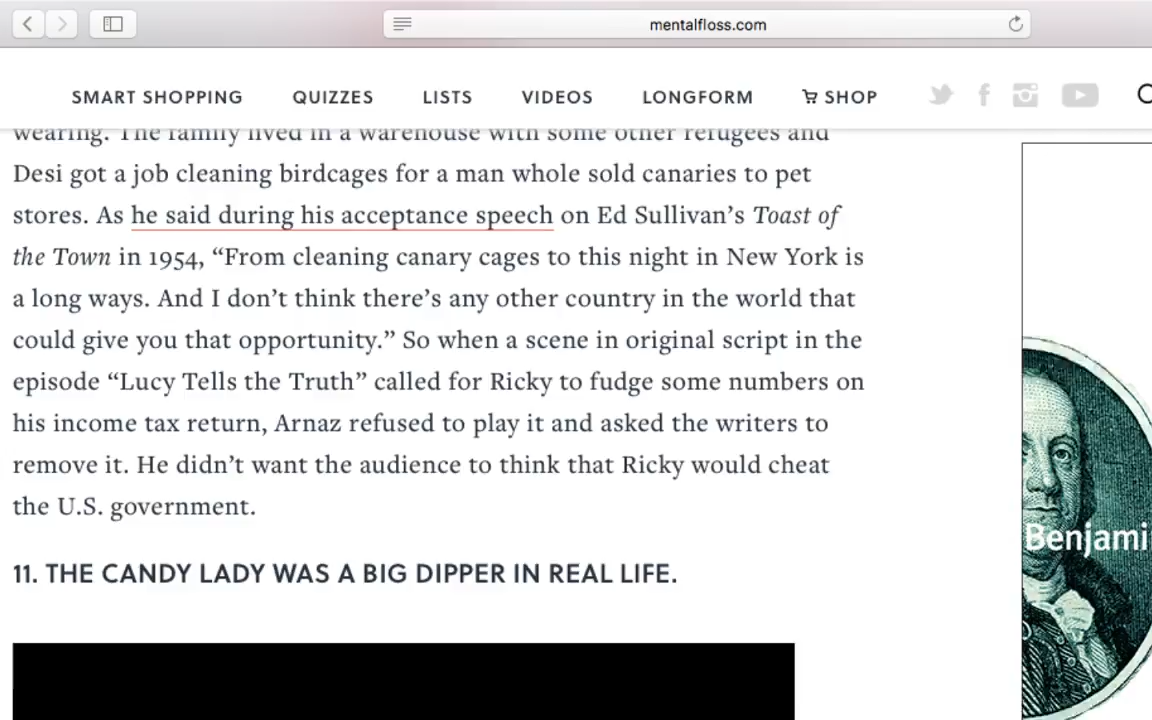 mentalfloss.com
SMART SHOPPING QUIZZES LISTS VIDEOS LONGFORM SHOP
wearing. The family lived in a warehouse with some other refugees and
Desi got a job cleaning birdcages for a man whole sold canaries to pet
stores. As he said during his acceptance speech on Ed Sullivan’s Toast of
the Town in 1954, “From cleaning canary cages to this night in New York is
a long ways. And I don’t think there’s any other country in the world that
could give you that opportunity.” So when a scene in original script in the
episode “Lucy Tells the Truth” called for Ricky to fudge some numbers on
his income tax return, Arnaz refused to play it and asked the writers to
remove it. He didn’t want the audience to think that Ricky would cheat
the U.S. government.
11. THE CANDY LADY WAS A BIG DIPPER IN REAL LIFE.
Benjami